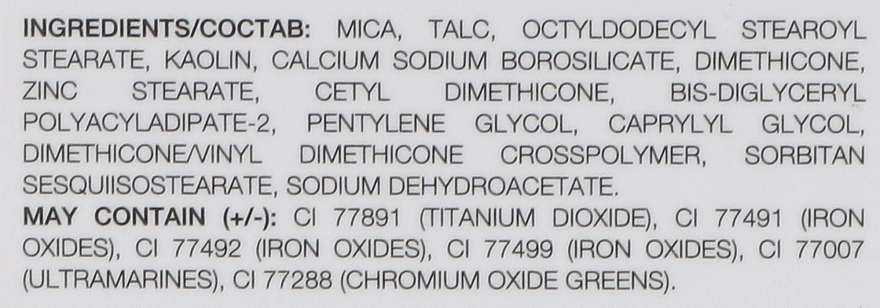 INGREDIENTS/СОСТАВ: MICA, TALC, OCTYLDODECYL STEAROYL
STEARATE, KAOLIN, CALCIUM SODIUM BOROSILICATE, DIMETHICONE,
ZINC STEARATE, CETYL DIMETHICONE, BIS-DIGLYCERYL
POLYACYLADIPATE-2, PENTYLENE GLYCOL, CAPRYLYL GLYCOL,
DIMETHICONE/VINYL DIMETHICONE CROSSPOLYMER, SORBITAN
SESQUIISOSTEARATE, SODIUM DEHYDROACETATE.
MAY CONTAIN (+/-): CI 77891 (TITANIUM DIOXIDE), CI 77491 (IRON
OXIDES), CI 77492 (IRON OXIDES), CI 77499 (IRON OXIDES), CI 77007
(ULTRAMARINES), CI 77288 (CHROMIUM OXIDE GREENS).